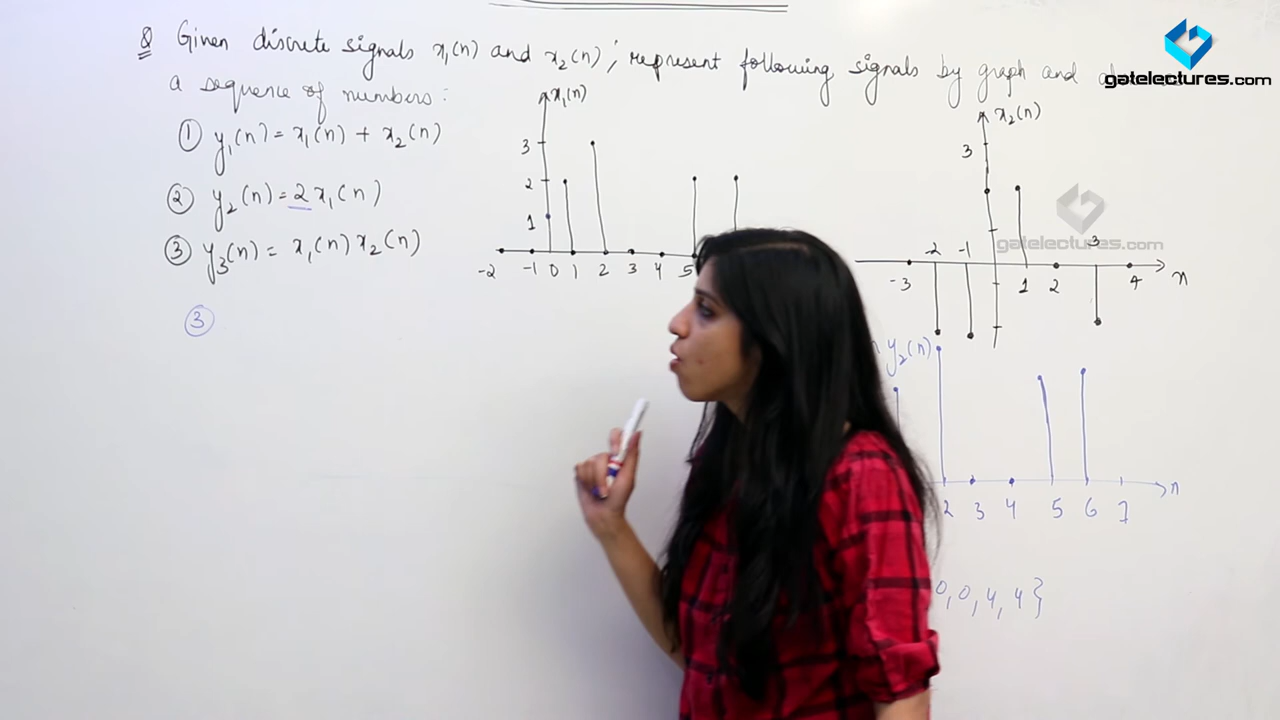 Q Given discrete signals x₁(n) and x₂(n), represent following signals by graph and
a sequence of numbers:
① y₁(n) = x₁(n) + x₂(n)
② y₂(n) = 2 x₁(n)
③ y₃(n) = x₁(n) x₂(n)
③
x₁(n)
3
2
1
-2 -1 0 1 2 3 4 5
x₂(n)
3
-2 -1 3
-3 1 2 4 n
y₂(n)
2 3 4 5 6 7 n
0, 0, 4, 4}
gatelectures.com
gatelectures.com